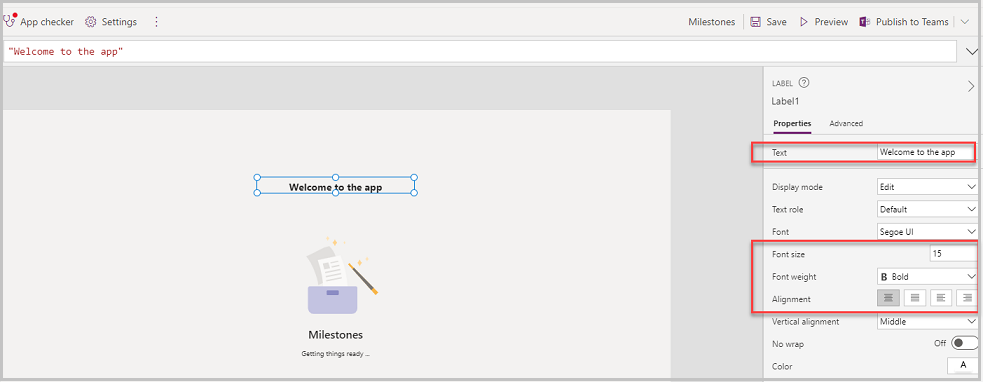 App checker Settings Milestones Save Preview Publish to Teams
"Welcome to the app"
LABEL ?
Label1
Properties Advanced
Text Welcome to the app
Welcome to the app
Display mode Edit
Text role Default
Font Segoe UI
Font size 15
Font weight B Bold
Alignment
Vertical alignment Middle
No wrap Off
Color A
Milestones
Getting things ready ...